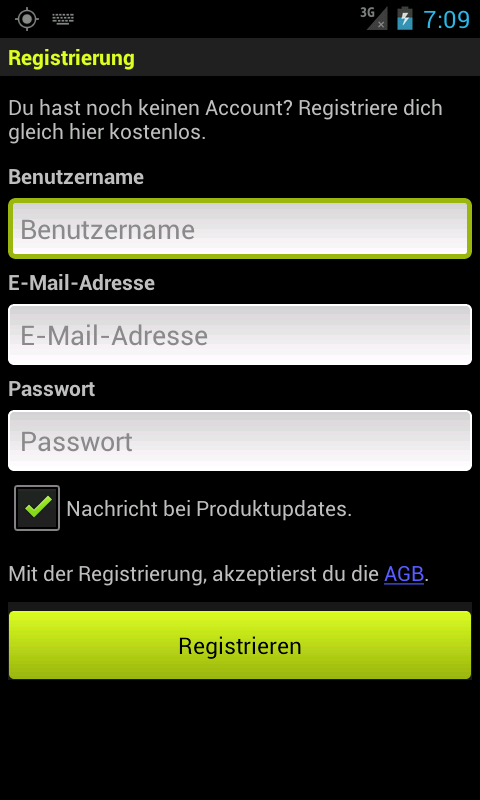 3G 7:09
Registrierung
Du hast noch keinen Account? Registriere dich
gleich hier kostenlos.
Benutzername
Benutzername
E-Mail-Adresse
E-Mail-Adresse
Passwort
Passwort
Nachricht bei Produktupdates.
Mit der Registrierung, akzeptierst du die AGB.
Registrieren